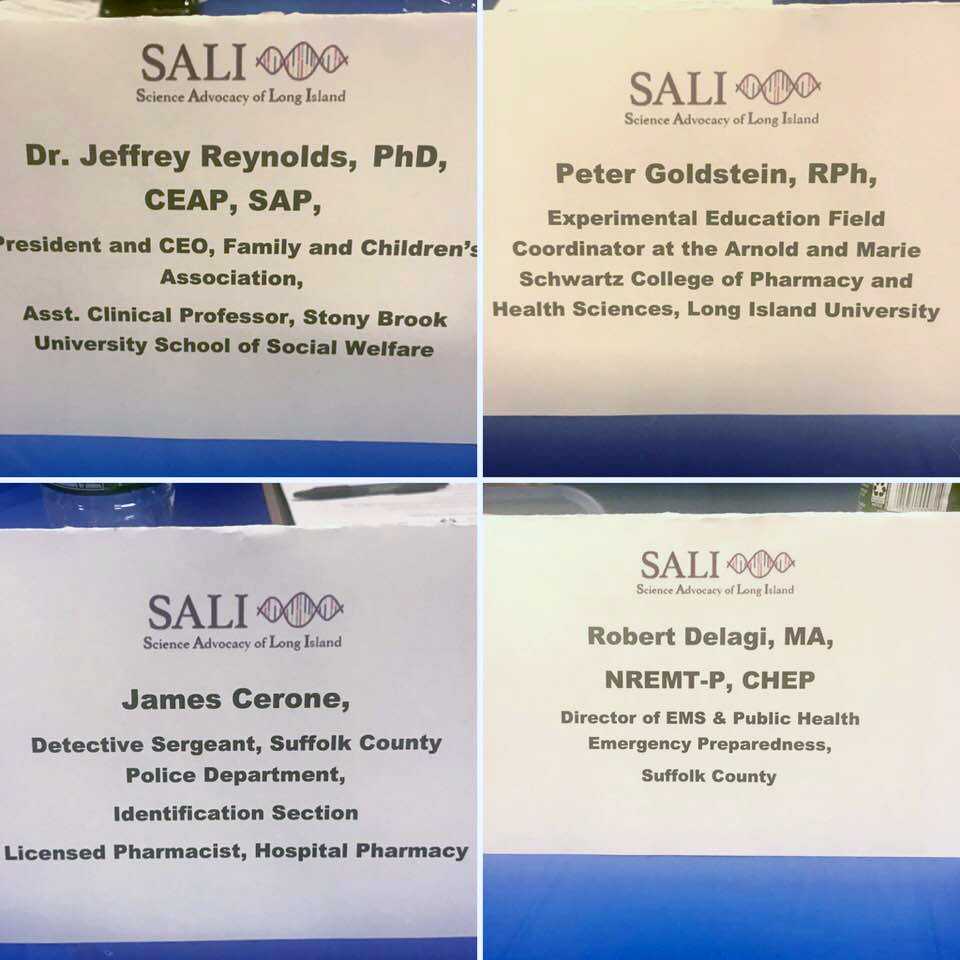 SALI
Science Advocacy of Long Island
Dr. Jeffrey Reynolds, PhD,
CEAP, SAP,
President and CEO, Family and Children's
Association,
Asst. Clinical Professor, Stony Brook
University School of Social Welfare
SALI
Science Advocacy of Long Island
Peter Goldstein, RPh,
Experimental Education Field
Coordinator at the Arnold and Marie
Schwartz College of Pharmacy and
Health Sciences, Long Island University
SALI
Science Advocacy of Long Island
James Cerone,
Detective Sergeant, Suffolk County
Police Department,
Identification Section
Licensed Pharmacist, Hospital Pharmacy
SALI
Science Advocacy of Long Island
Robert Delagi, MA,
NREMT-P, CHEP
Director of EMS & Public Health
Emergency Preparedness,
Suffolk County